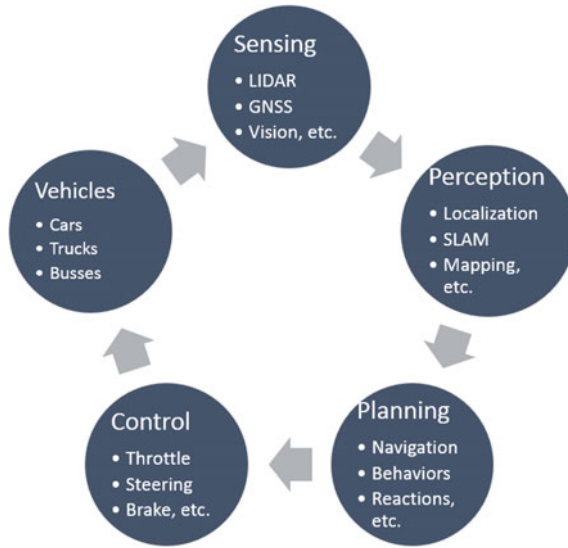 Sensing
• LIDAR
• GNSS
• Vision, etc.
Perception
• Localization
• SLAM
• Mapping,
etc.
Planning
• Navigation
• Behaviors
• Reactions,
etc.
Control
• Throttle
• Steering
• Brake, etc.
Vehicles
• Cars
• Trucks
• Busses